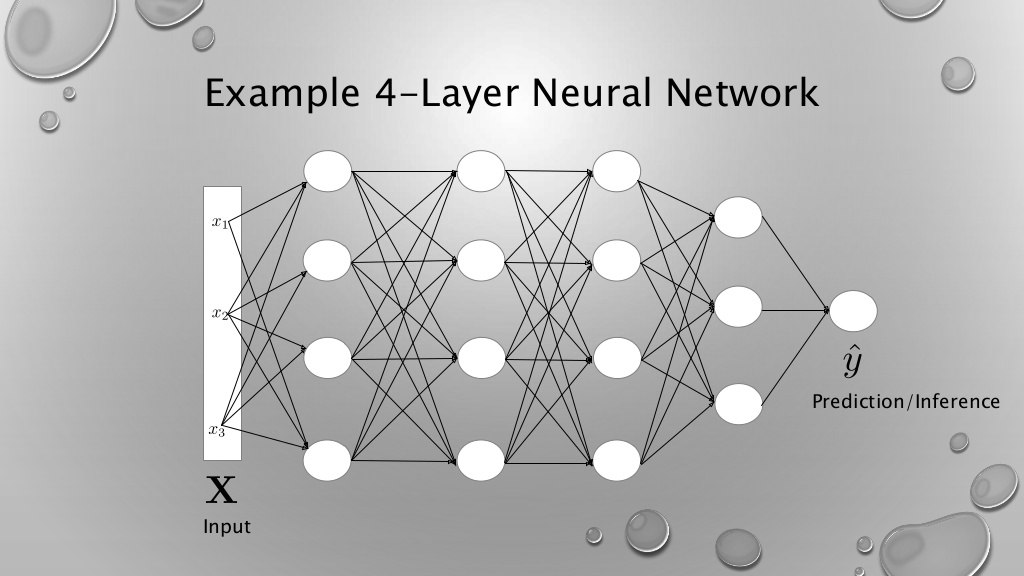 Example 4-Layer Neural Network
x₁
x₂
x₃
X
Input
ŷ
Prediction/Inference